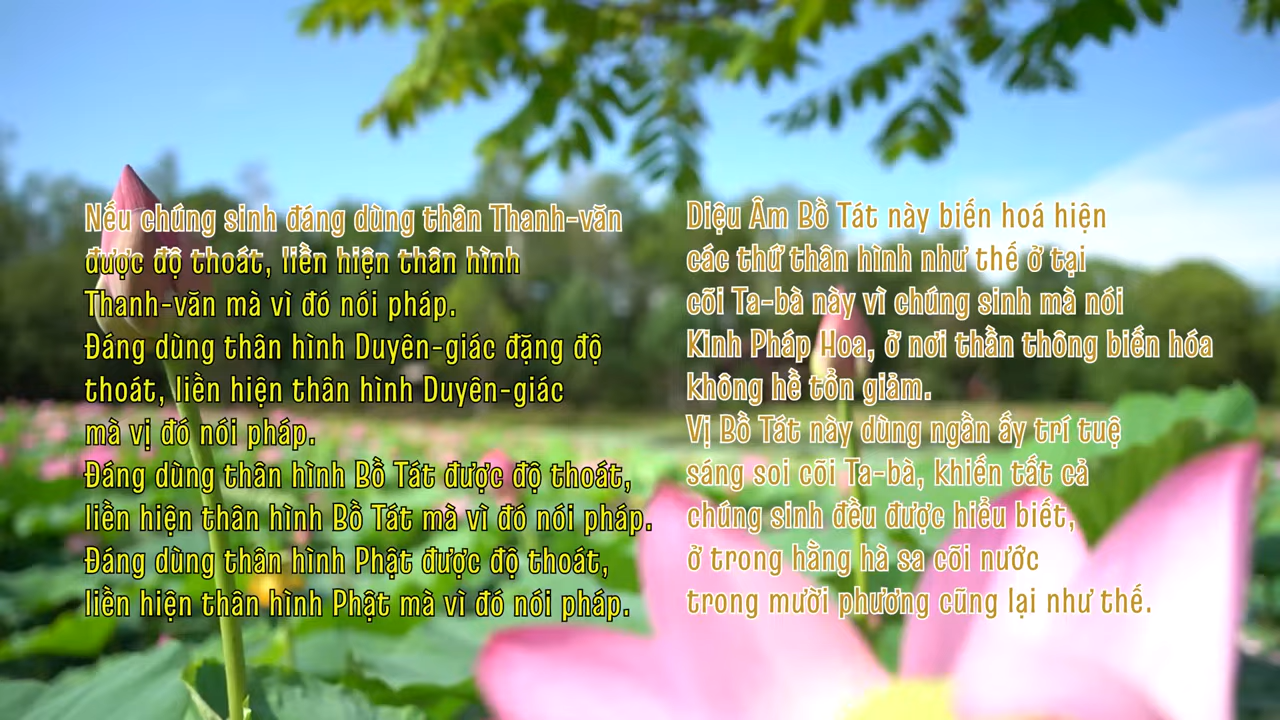 Nếu chúng sinh đáng dùng thân Thanh-văn
được độ thoát, liền hiện thân hình
Thanh-văn mà vì đó nói pháp.
Đáng dùng thân hình Duyên-giác đặng độ
thoát, liền hiện thân hình Duyên-giác
mà vị đó nói pháp.
Đáng dùng thân hình Bồ Tát được độ thoát,
liền hiện thân hình Bồ Tát mà vì đó nói pháp.
Đáng dùng thân hình Phật được độ thoát,
liền hiện thân hình Phật mà vì đó nói pháp.
Diệu Âm Bồ Tát này biến hoá hiện
các thứ thân hình như thế ở tại
cõi Ta-bà này vì chúng sinh mà nói
Kinh Pháp Hoa, ở nơi thần thông biến hóa
không hề tổn giảm.
Vị Bồ Tát này dùng ngần ấy trí tuệ
sáng soi cõi Ta-bà, khiến tất cả
chúng sinh đều được hiểu biết,
ở trong hằng hà sa cõi nước
trong mười phương cũng lại như thế.